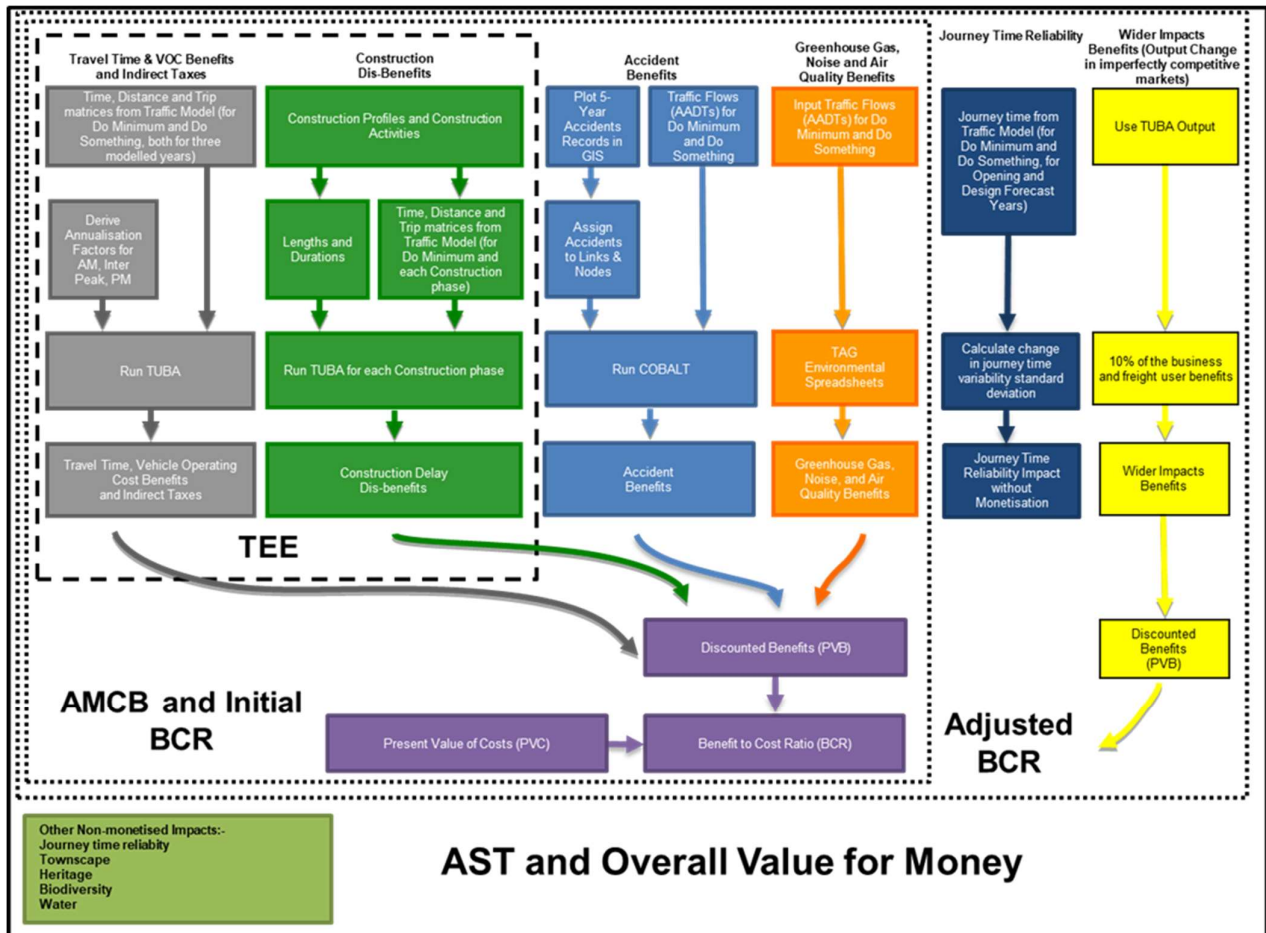 Travel Time & VOC Benefits
and Indirect Taxes
Time, Distance and Trip
matrices from Traffic Model (for
Do Minimum and Do
Something, both for three
modelled years)
Derive
Annualisation
Factors for
AM, Inter
Peak, PM
Run TUBA
Travel Time, Vehicle Operating
Cost Benefits
and Indirect Taxes
Construction
Dis-Benefits
Construction Profiles and Construction
Activities
Lengths and
Durations
Time, Distance and
Trip matrices from
Traffic Model (for
Do Minimum and
each Construction
phase)
Run TUBA for each Construction phase
Construction Delay
Dis-benefits
TEE
Accident
Benefits
Plot 5-
Year
Accidents
Records in
GIS
Traffic Flows
(AADTs) for
Do Minimum
and Do
Something
Assign
Accidents
to Links &
Nodes
Run COBALT
Accident
Benefits
Greenhouse Gas,
Noise and Air
Quality Benefits
Input Traffic Flows
(AADTs) for Do
Minimum and Do
Something
TAG
Environmental
Spreadsheets
Greenhouse Gas,
Noise, and Air
Quality Benefits
Discounted Benefits (PVB)
AMCB and Initial
BCR
Present Value of Costs (PVC)
Benefit to Cost Ratio (BCR)
Journey Time Reliability
Journey time from
Traffic Model (for
Do Minimum and
Do Something, for
Opening and
Design Forecast
Years)
Calculate change
in journey time
variability standard
deviation
Journey Time
Reliability Impact
without
Monetisation
Wider Impacts
Benefits (Output Change
in imperfectly competitive
markets)
Use TUBA Output
10% of the business
and freight user benefits
Wider Impacts
Benefits
Discounted
Benefits
(PVB)
Adjusted
BCR
Other Non-monetised Impacts:-
Journey time reliabity
Townscape
Heritage
Biodiversity
Water
AST and Overall Value for Money